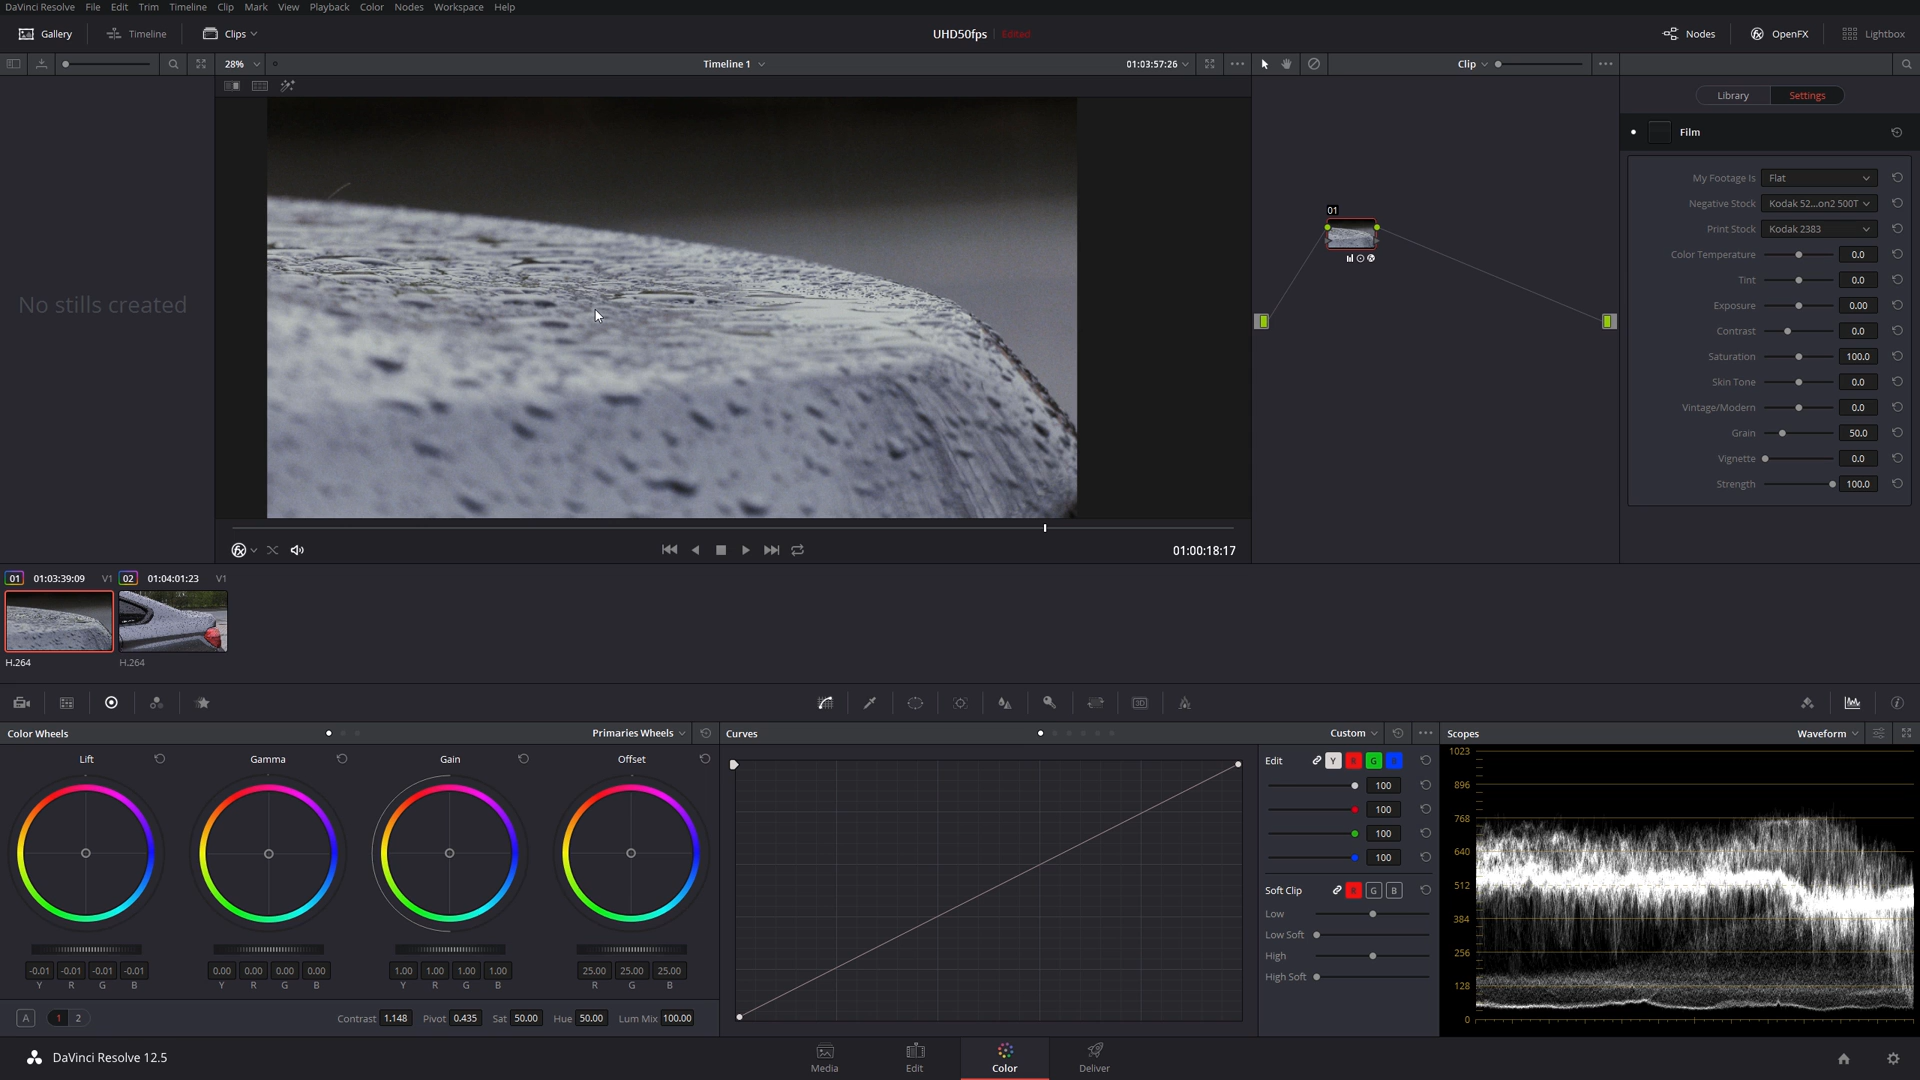 DaVinci Resolve File Edit Trim Timeline Clip Mark View Playback Color Nodes Workspace Help
Gallery Timeline Clips UHD50fps Edited Nodes OpenFX Lightbox
28% Timeline 1 01:03:57:26 Clip
Library Settings
Film
My Footage Is Flat
Negative Stock Kodak 52...on2 500T
Print Stock Kodak 2383
Color Temperature 0.0
Tint 0.0
Exposure 0.00
Contrast 0.0
Saturation 100.0
Skin Tone 0.0
Vintage/Modern 0.0
Grain 50.0
Vignette 0.0
Strength 100.0
No stills created
01
01:00:18:17
01 01:03:39:09 V1 02 01:04:01:23 V1
H.264 H.264
3D
Color Wheels Primaries Wheels
Lift Gamma Gain Offset
-0.01 -0.01 -0.01 -0.01 0.00 0.00 0.00 0.00 1.00 1.00 1.00 1.00 25.00 25.00 25.00
Y R G B Y R G B Y R G B R G B
A 1 2 Contrast 1.148 Pivot 0.435 Sat 50.00 Hue 50.00 Lum Mix 100.00
Curves Custom
Edit Y R G B
100
100
100
100
Soft Clip R G B
Low
Low Soft
High
High Soft
Scopes Waveform
1023
896
768
640
512
384
256
128
0
DaVinci Resolve 12.5
Media Edit Color Deliver